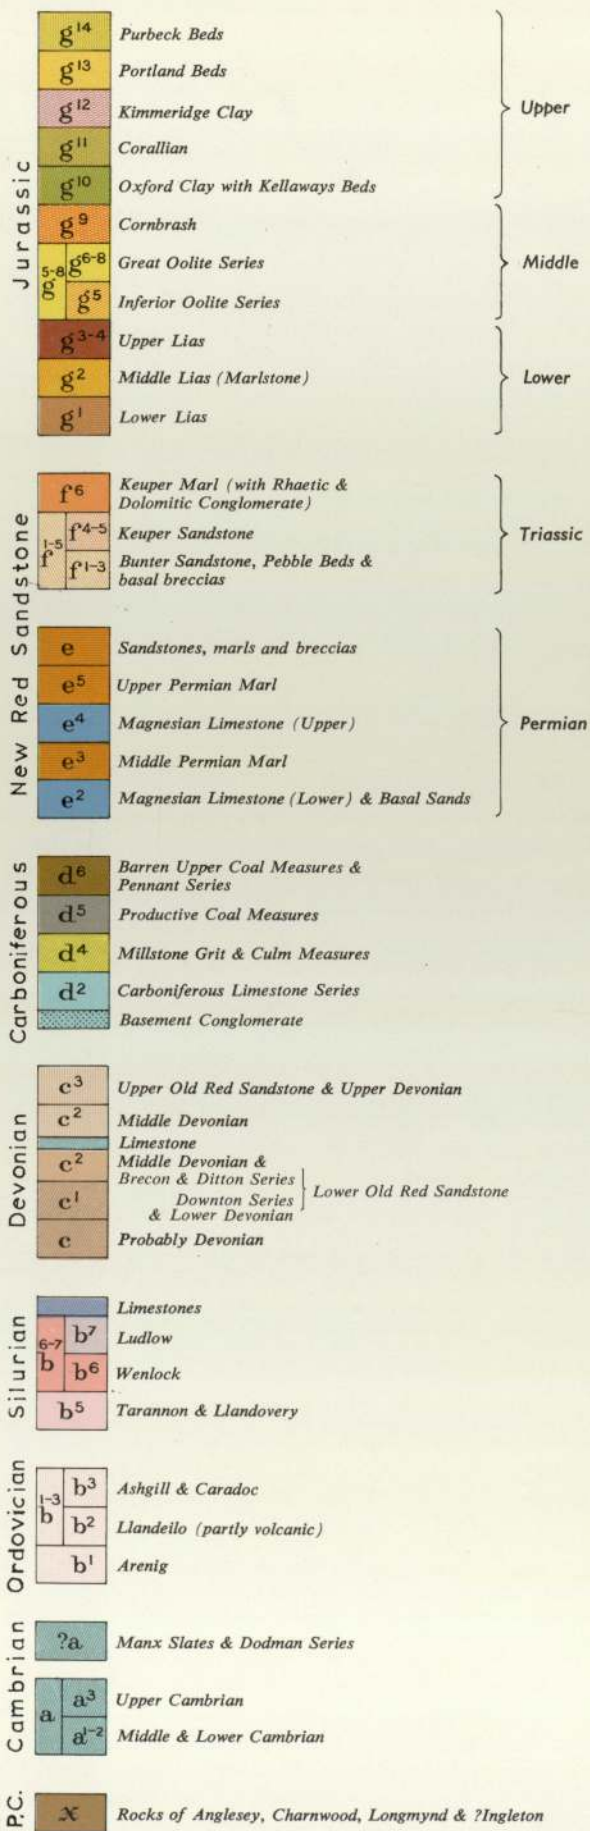 Jurassic
g14 Purbeck Beds
g13 Portland Beds
g12 Kimmeridge Clay
g11 Corallian
g10 Oxford Clay with Kellaways Beds
Upper
g9 Cornbrash
g5-8
g6-8 Great Oolite Series
g5 Inferior Oolite Series
Middle
g3-4 Upper Lias
g2 Middle Lias (Marlstone)
g1 Lower Lias
Lower
New Red Sandstone
f6 Keuper Marl (with Rhaetic &
Dolomitic Conglomerate)
f1-5
f4-5 Keuper Sandstone
f1-3 Bunter Sandstone, Pebble Beds &
basal breccias
Triassic
e Sandstones, marls and breccias
e5 Upper Permian Marl
e4 Magnesian Limestone (Upper)
e3 Middle Permian Marl
e2 Magnesian Limestone (Lower) & Basal Sands
Permian
Carboniferous
d6 Barren Upper Coal Measures &
Pennant Series
d5 Productive Coal Measures
d4 Millstone Grit & Culm Measures
d2 Carboniferous Limestone Series
Basement Conglomerate
Devonian
c3 Upper Old Red Sandstone & Upper Devonian
c2 Middle Devonian
Limestone
c2 Middle Devonian &
Brecon & Ditton Series
c1 Downton Series
& Lower Devonian
Lower Old Red Sandstone
c Probably Devonian
Silurian
Limestones
b6-7
b7 Ludlow
b6 Wenlock
b5 Tarannon & Llandovery
Ordovician
b1-3
b3 Ashgill & Caradoc
b2 Llandeilo (partly volcanic)
b1 Arenig
Cambrian
?a Manx Slates & Dodman Series
a
a3 Upper Cambrian
a1-2 Middle & Lower Cambrian
P.C.
x Rocks of Anglesey, Charnwood, Longmynd & ?Ingleton